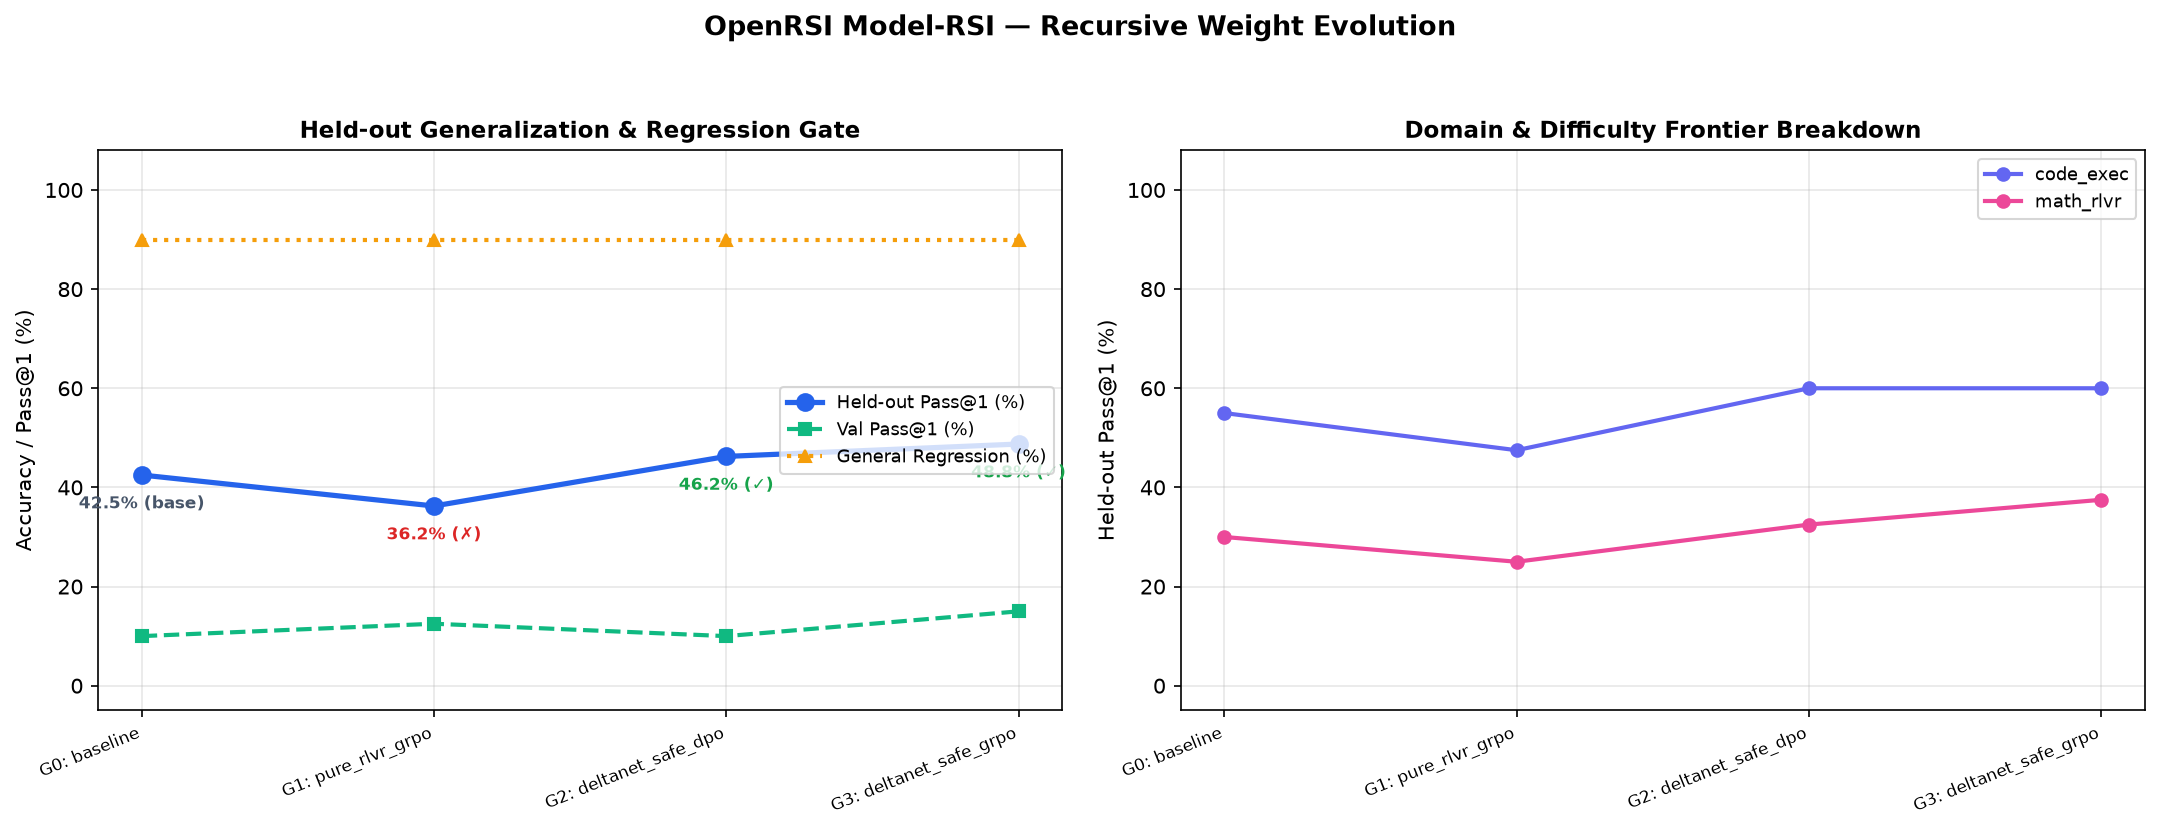 OpenRSI Model-RSI — Recursive Weight Evolution
Held-out Generalization & Regression Gate
Accuracy / Pass@1 (%)
100
80
60
40
20
0
Held-out Pass@1 (%)
Val Pass@1 (%)
General Regression (%)
42.5% (base)
36.2% (✗)
46.2% (✓)
48.8% (✓)
G0: baseline
G1: pure_rlvr_grpo
G2: deltanet_safe_dpo
G3: deltanet_safe_grpo
Domain & Difficulty Frontier Breakdown
Held-out Pass@1 (%)
100
80
60
40
20
0
code_exec
math_rlvr
G0: baseline
G1: pure_rlvr_grpo
G2: deltanet_safe_dpo
G3: deltanet_safe_grpo